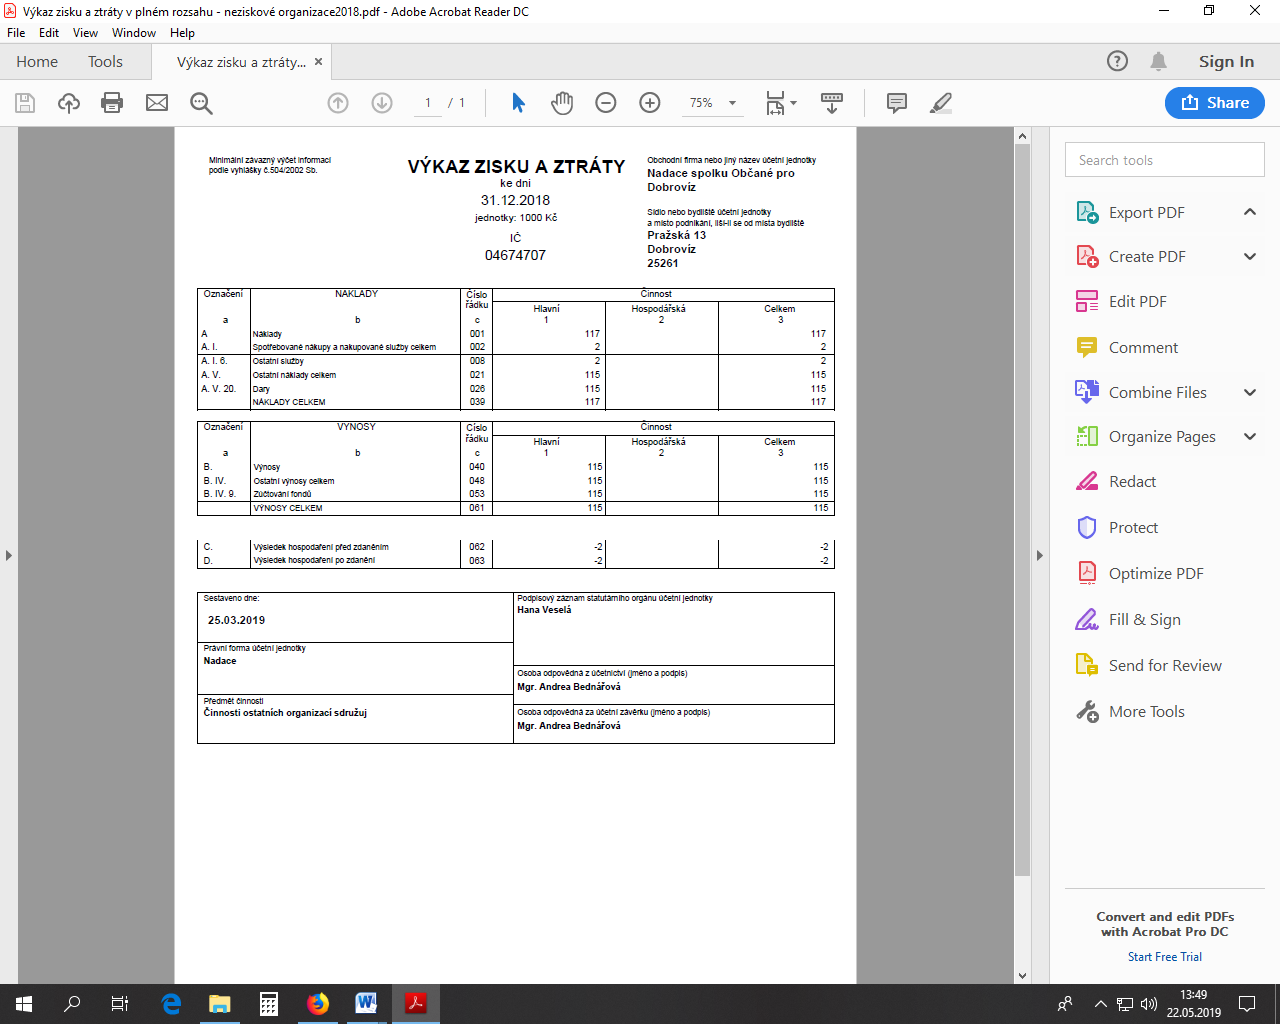 Výkaz zisku a ztráty v plném rozsahu - neziskové organizace2018.pdf - Adobe Acrobat Reader DC
File Edit View Window Help
Home Tools Výkaz zisku a ztráty... × Sign In
1 / 1 75% Share
Minimální závazný výčet informací
podle vyhlášky č.504/2002 Sb.
VÝKAZ ZISKU A ZTRÁTY
ke dni
31.12.2018
jednotky: 1000 Kč
IČ
04674707
Obchodní firma nebo jiný název účetní jednotky
Nadace spolku Občané pro
Dobrovíz
Sídlo nebo bydliště účetní jednotky
a místo podnikání, liší-li se od místa bydliště
Pražská 13
Dobrovíz
25261
Označení NÁKLADY Číslo řádku Činnost
Hlavní Hospodářská Celkem
a b c 1 2 3
A Náklady 001 117 117
A. I. Spotřebované nákupy a nakupované služby celkem 002 2 2
A. I. 6. Ostatní služby 008 2 2
A. V. Ostatní náklady celkem 021 115 115
A. V. 20. Dary 026 115 115
NÁKLADY CELKEM 039 117 117
Označení VÝNOSY Číslo řádku Činnost
Hlavní Hospodářská Celkem
a b c 1 2 3
B. Výnosy 040 115 115
B. IV. Ostatní výnosy celkem 048 115 115
B. IV. 9. Zúčtování fondů 053 115 115
VÝNOSY CELKEM 061 115 115
C. Výsledek hospodaření před zdaněním 062 -2 -2
D. Výsledek hospodaření po zdanění 063 -2 -2
Sestaveno dne:
25.03.2019
Právní forma účetní jednotky
Nadace
Předmět činnosti
Činnosti ostatních organizací sdružuj
Podpisový záznam statutárního orgánu účetní jednotky
Hana Veselá
Osoba odpovědná z účetnictví (jméno a podpis)
Mgr. Andrea Bednářová
Osoba odpovědná za účetní závěrku (jméno a podpis)
Mgr. Andrea Bednářová
Search tools
Export PDF
Create PDF
Edit PDF
Comment
Combine Files
Organize Pages
Redact
Protect
Optimize PDF
Fill & Sign
Send for Review
More Tools
Convert and edit PDFs
with Acrobat Pro DC
Start Free Trial
13:49
22.05.2019